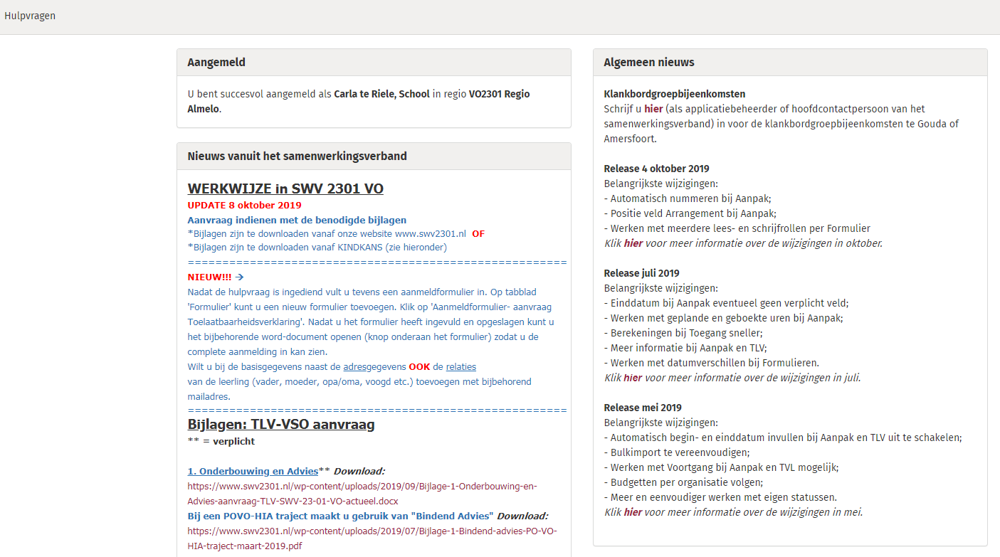 Hulpvragen
Aangemeld
U bent succesvol aangemeld als Carla te Riele, School in regio VO2301 Regio
Almelo.
Nieuws vanuit het samenwerkingsverband
WERKWIJZE in SWV 2301 VO
UPDATE 8 oktober 2019
Aanvraag indienen met de benodigde bijlagen
*Bijlagen zijn te downloaden vanaf onze website www.swv2301.nl OF
*Bijlagen zijn te downloaden vanaf KINDKANS (zie hieronder)
=======================================================
NIEUW!!! →
Nadat de hulpvraag is ingediend vult u tevens een aanmeldformulier in. Op tabblad
'Formulier' kunt u een nieuw formulier toevoegen. Klik op 'Aanmeldformulier- aanvraag
Toelaatbaarheidsverklaring'. Nadat u het formulier heeft ingevuld en opgeslagen kunt u
het bijbehorende word-document openen (knop onderaan het formulier) zodat u de
complete aanmelding in kan zien.
Wilt u bij de basisgegevens naast de adresgegevens OOK de relaties
van de leerling (vader, moeder, opa/oma, voogd etc.) toevoegen met bijbehorend
mailadres.
=======================================================
Bijlagen: TLV-VSO aanvraag
** = verplicht
1. Onderbouwing en Advies** Download:
https://www.swv2301.nl/wp-content/uploads/2019/09/Bijlage-1-Onderbouwing-en-
Advies-aanvraag-TLV-SWV-23-01-VO-actueel.docx
Bij een POVO-HIA traject maakt u gebruik van "Bindend Advies" Download:
https://www.swv2301.nl/wp-content/uploads/2019/07/Bijlage-1-Bindend-advies-PO-VO-
HIA-traject-maart-2019.pdf
Algemeen nieuws
Klankbordgroepbijeenkomsten
Schrijf u hier (als applicatiebeheerder of hoofdcontactpersoon van het
samenwerkingsverband) in voor de klankbordgroepbijeenkomsten te Gouda of
Amersfoort.
Release 4 oktober 2019
Belangrijkste wijzigingen:
- Automatisch nummeren bij Aanpak;
- Positie veld Arrangement bij Aanpak;
- Werken met meerdere lees- en schrijfrollen per Formulier
Klik hier voor meer informatie over de wijzigingen in oktober.
Release juli 2019
Belangrijkste wijzigingen:
- Einddatum bij Aanpak eventueel geen verplicht veld;
- Werken met geplande en geboekte uren bij Aanpak;
- Berekeningen bij Toegang sneller;
- Meer informatie bij Aanpak en TLV;
- Werken met datumverschillen bij Formulieren.
Klik hier voor meer informatie over de wijzigingen in juli.
Release mei 2019
Belangrijkste wijzigingen:
- Automatisch begin- en einddatum invullen bij Aanpak en TLV uit te schakelen;
- Bulkimport te vereenvoudigen;
- Werken met Voortgang bij Aanpak en TVL mogelijk;
- Budgetten per organisatie volgen;
- Meer en eenvoudiger werken met eigen statussen.
Klik hier voor meer informatie over de wijzigingen in mei.